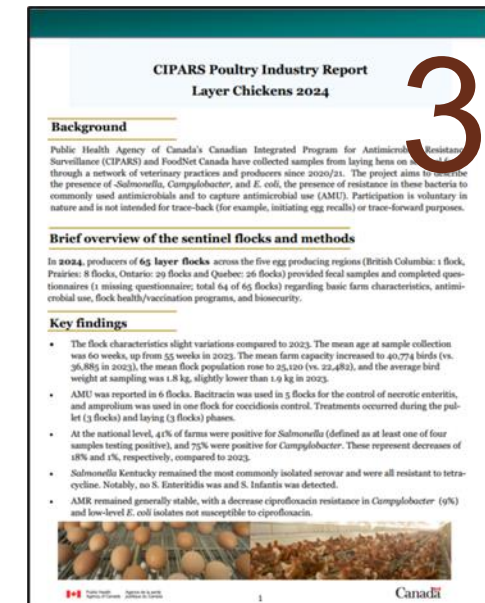 3
CIPARS Poultry Industry Report
Layer Chickens 2024
Background
Public Health Agency of Canada's Canadian Integrated Program for Antimicrobial Resistance
Surveillance (CIPARS) and FoodNet Canada have collected samples from laying hens on
through a network of veterinary practices and producers since 2020/21. The project aims to describe
the presence of -Salmonella, Campylobacter, and E. coli, the presence of resistance in these bacteria to
commonly used antimicrobials and to capture antimicrobial use (AMU). Participation is voluntary in
nature and is not intended for trace-back (for example, initiating egg recalls) or trace-forward purposes.
Brief overview of the sentinel flocks and methods
In 2024, producers of 65 layer flocks across the five egg producing regions (British Columbia: 1 flock,
Prairies: 8 flocks, Ontario: 29 flocks and Quebec: 26 flocks) provided fecal samples and completed ques-
tionnaires (1 missing questionnaire; total 64 of 65 flocks) regarding basic farm characteristics, antimi-
crobial use, flock health/vaccination programs, and biosecurity.
Key findings
• The flock characteristics slight variations compared to 2023. The mean age at sample collection
was 60 weeks, up from 55 weeks in 2023. The mean farm capacity increased to 40,774 birds (vs.
36,885 in 2023), the mean flock population rose to 25,120 (vs. 22,482), and the average bird
weight at sampling was 1.8 kg, slightly lower than 1.9 kg in 2023.
• AMU was reported in 6 flocks. Bacitracin was used in 5 flocks for the control of necrotic enteritis,
and amprolium was used in one flock for coccidiosis control. Treatments occurred during the pul-
let (3 flocks) and laying (3 flocks) phases.
• At the national level, 41% of farms were positive for Salmonella (defined as at least one of four
samples testing positive), and 75% were positive for Campylobacter. These represent decreases of
18% and 1%, respectively, compared to 2023.
• Salmonella Kentucky remained the most commonly isolated serovar and were all resistant to tetra-
cycline. Notably, no S. Enteritidis was and S. Infantis was detected.
• AMR remained generally stable, with a decrease ciprofloxacin resistance in Campylobacter (9%)
and low-level E. coli isolates not susceptible to ciprofloxacin.
Public Health Agence de la santé
Agency of Canada publique du Canada
1
Canada